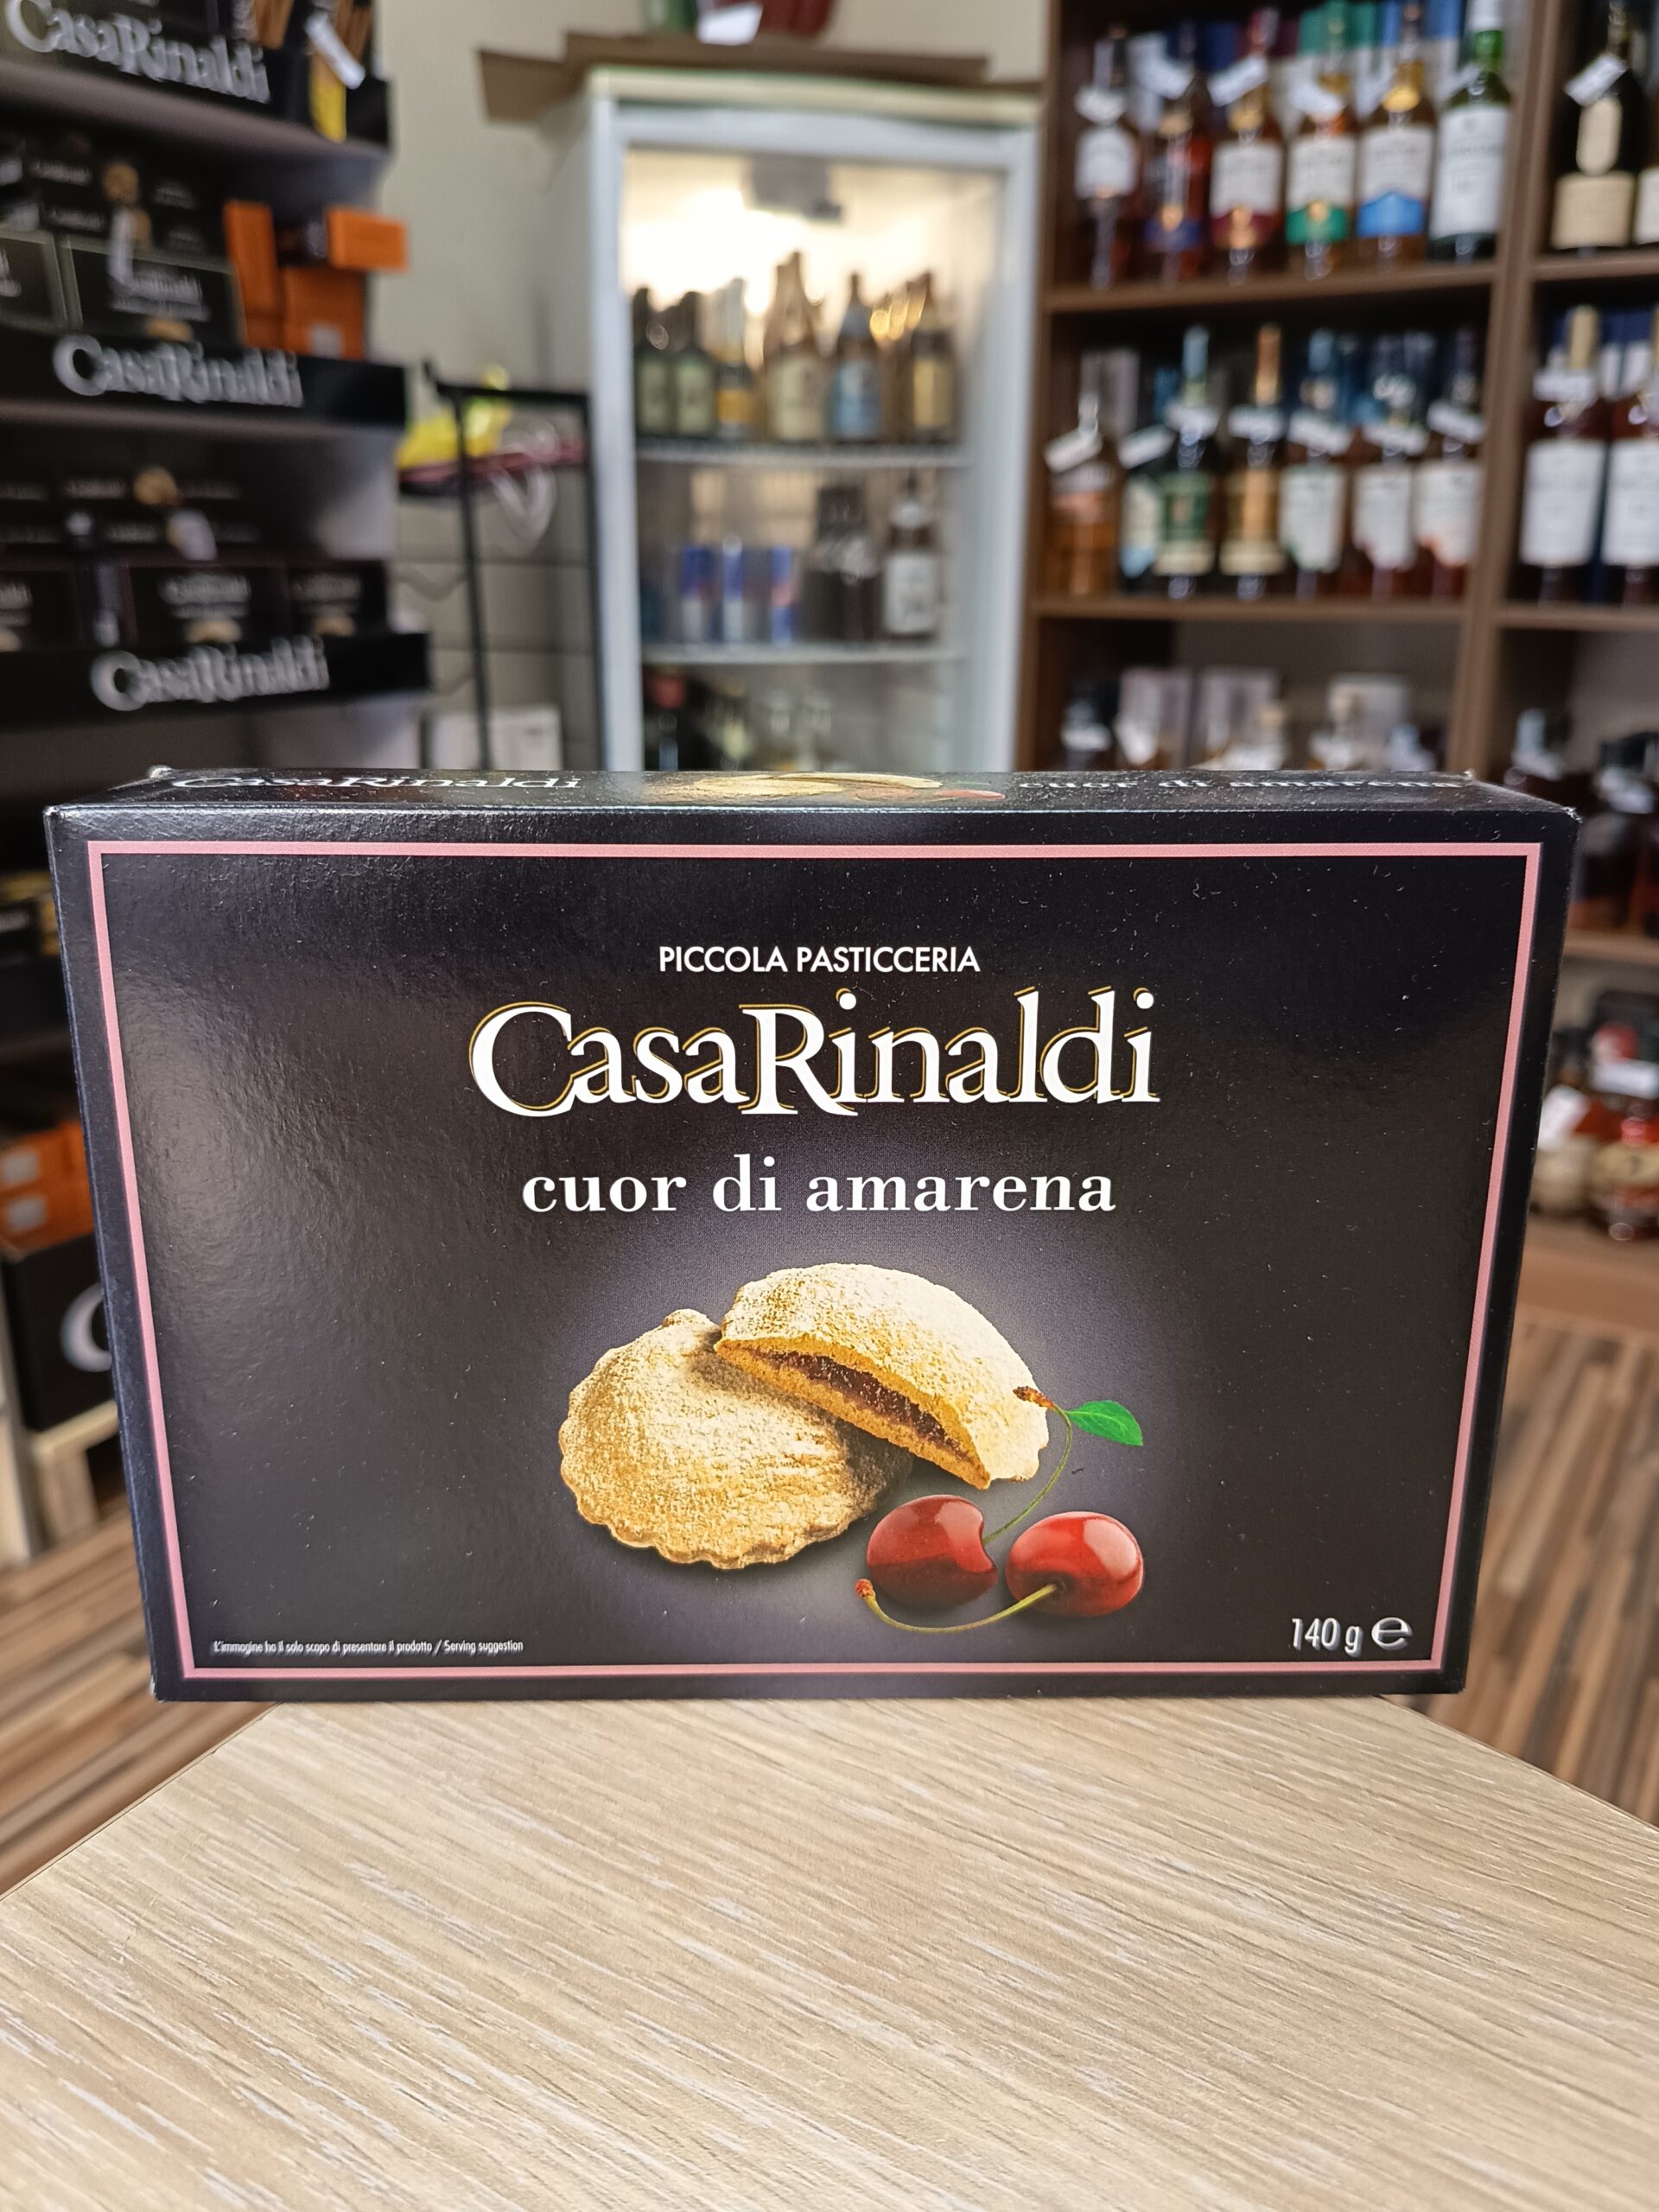 CasaRinaldi
CasaRinaldi
CasaRinaldi
CasaRinaldi cuor di amarena
PICCOLA PASTICCERIA
CasaRinaldi
cuor di amarena
L'immagine ha il solo scopo di presentare il prodotto / Serving suggestion
140 g ℮